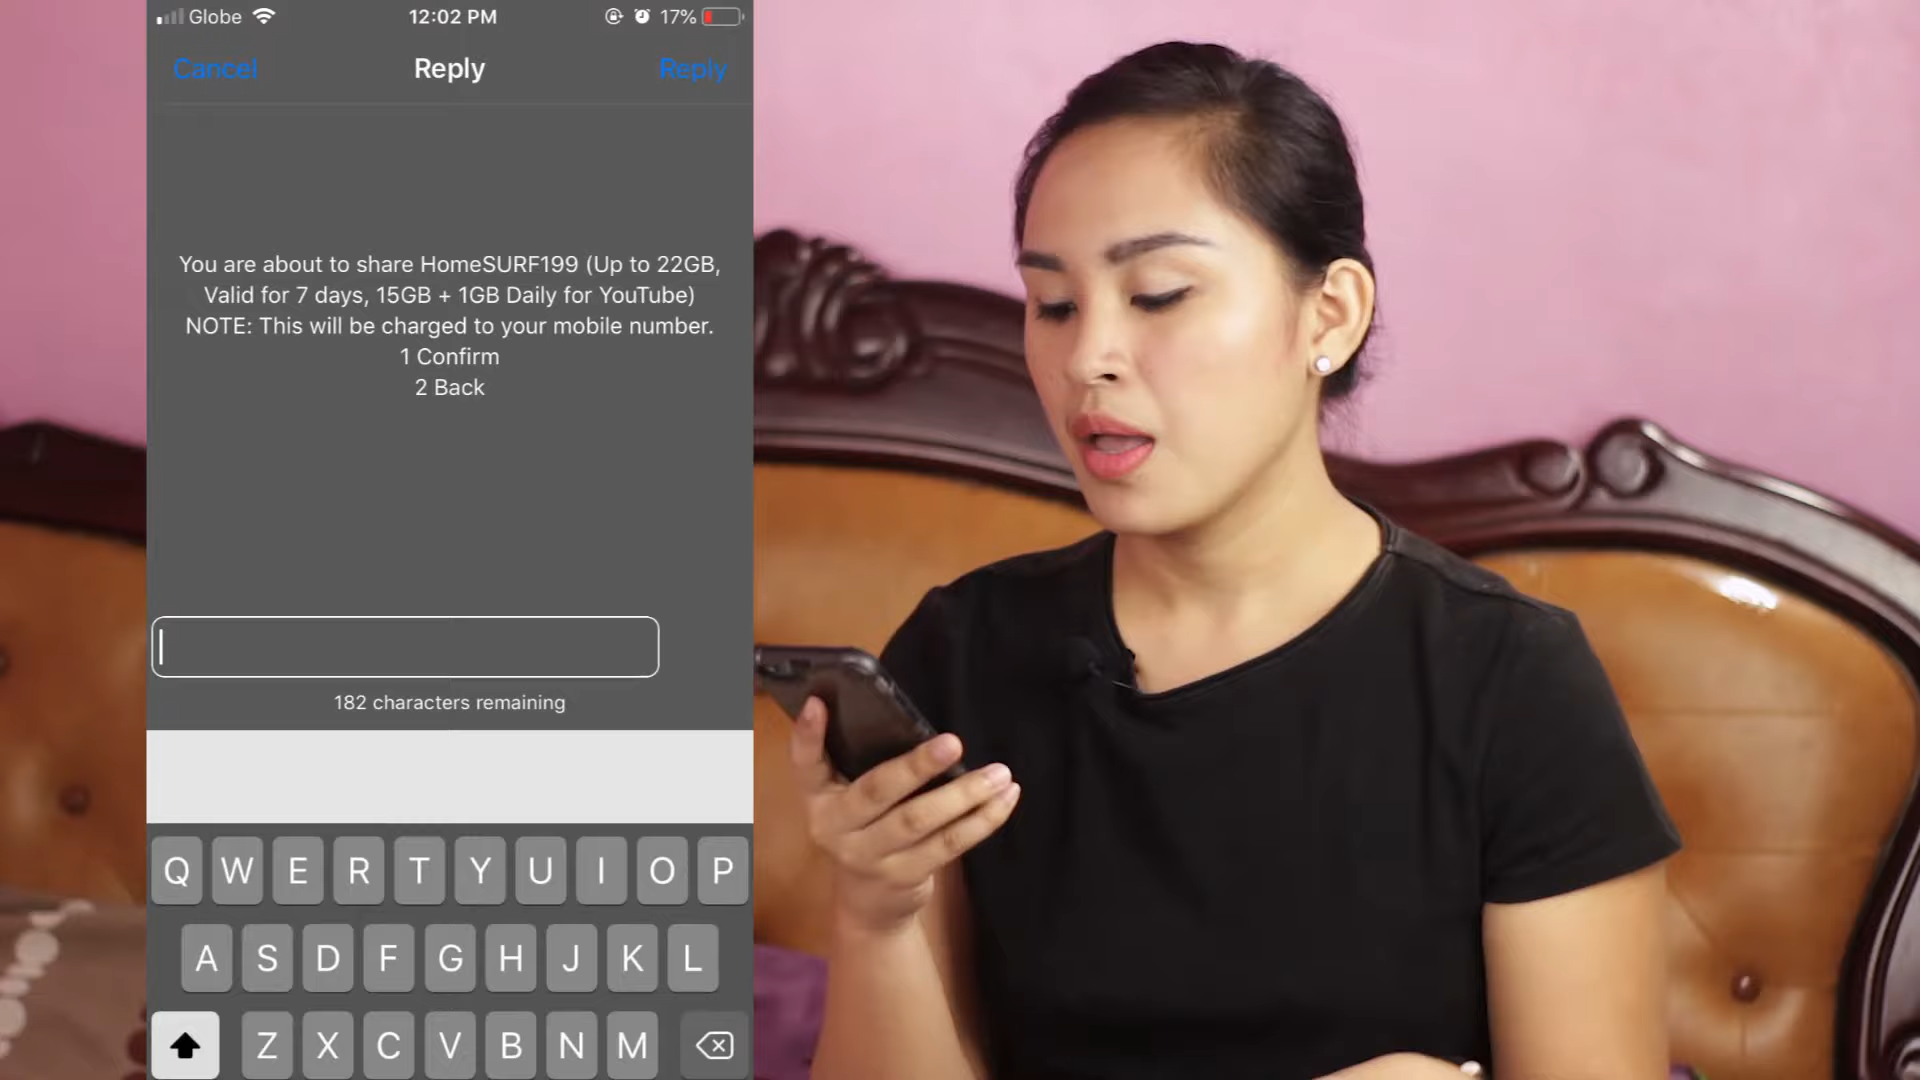 Globe 12:02 PM 17%
Cancel Reply Reply
You are about to share HomeSURF199 (Up to 22GB,
Valid for 7 days, 15GB + 1GB Daily for YouTube)
NOTE: This will be charged to your mobile number.
1 Confirm
2 Back
182 characters remaining
Q W E R T Y U I O P
A S D F G H J K L
Z X C V B N M